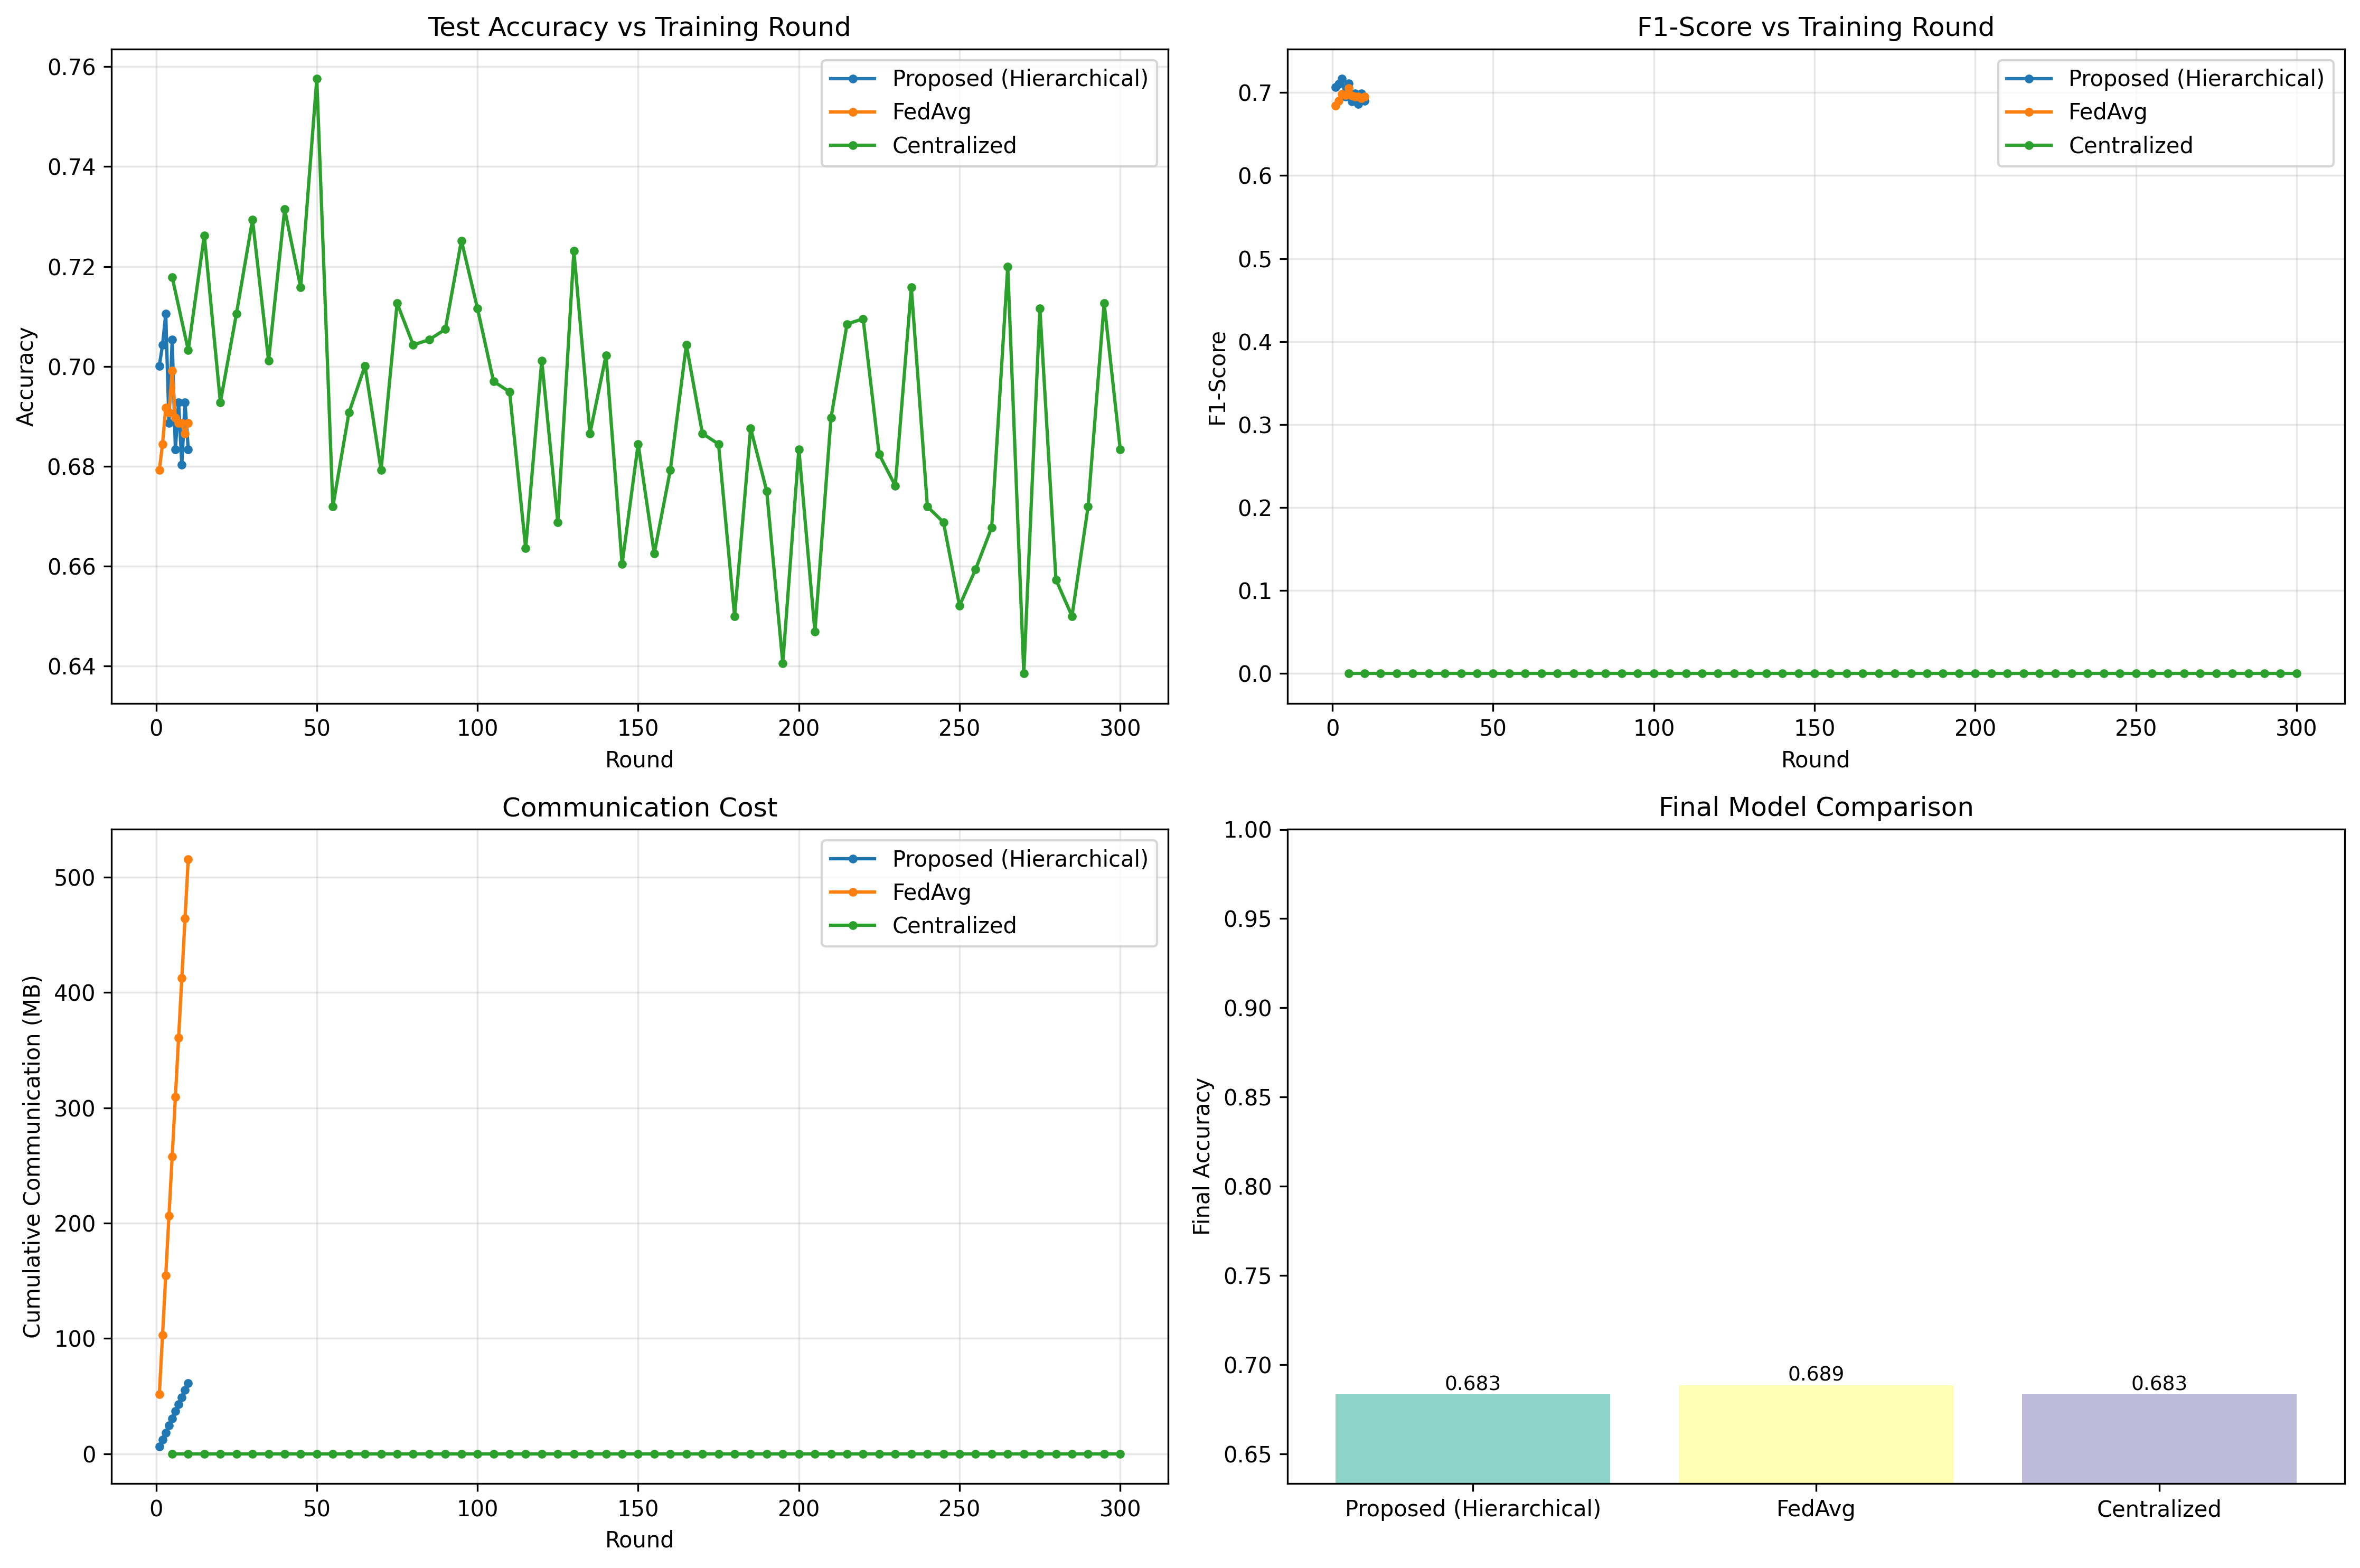 Test Accuracy vs Training Round
0.76
0.74
0.72
0.70
0.68
0.66
0.64
Accuracy
0 50 100 150 200 250 300
Round
Proposed (Hierarchical)
FedAvg
Centralized
F1-Score vs Training Round
0.7
0.6
0.5
0.4
0.3
0.2
0.1
0.0
F1-Score
0 50 100 150 200 250 300
Round
Proposed (Hierarchical)
FedAvg
Centralized
Communication Cost
500
400
300
200
100
0
Cumulative Communication (MB)
0 50 100 150 200 250 300
Round
Proposed (Hierarchical)
FedAvg
Centralized
Final Model Comparison
1.00
0.95
0.90
0.85
0.80
0.75
0.70
0.65
Final Accuracy
0.683 0.689 0.683
Proposed (Hierarchical) FedAvg Centralized